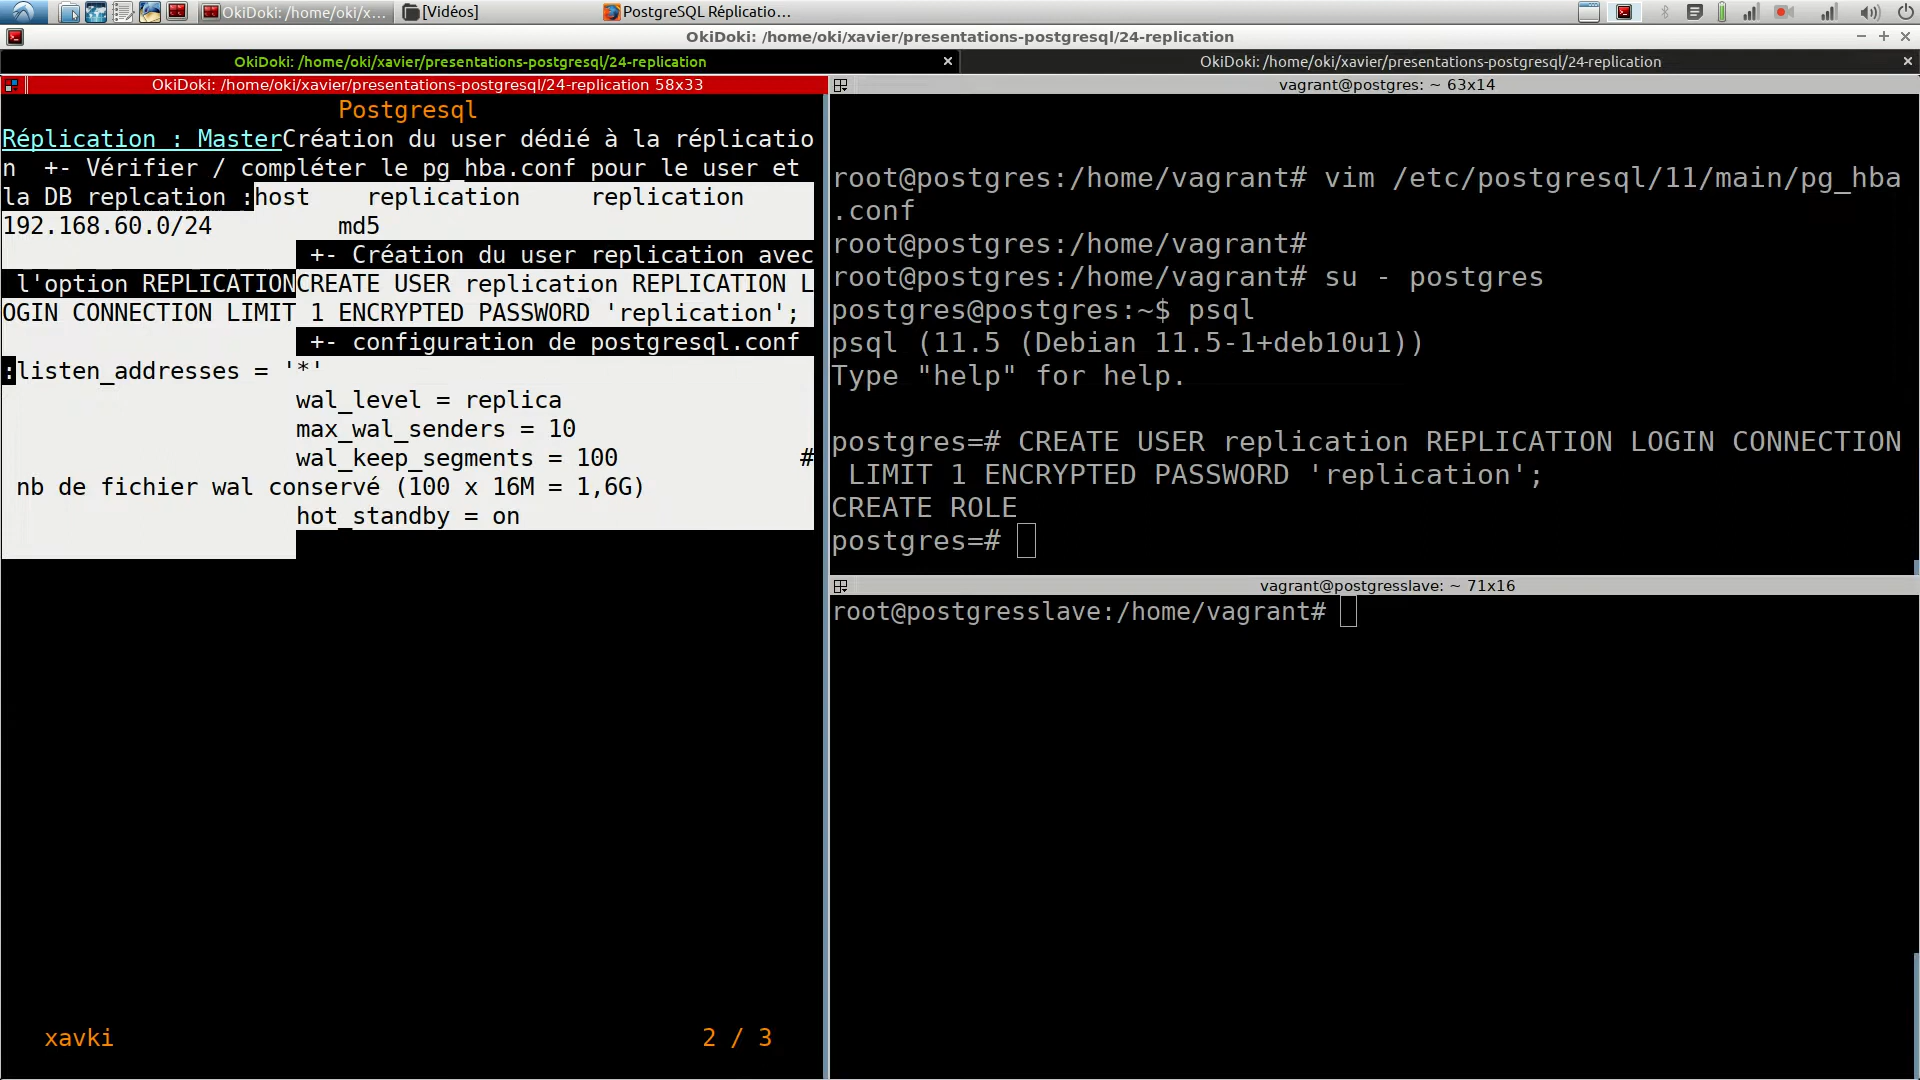 OkiDoki: /home/oki/x...
[Vidéos]
PostgreSQL Réplicatio...
OkiDoki: /home/oki/xavier/presentations-postgresql/24-replication
OkiDoki: /home/oki/xavier/presentations-postgresql/24-replication
OkiDoki: /home/oki/xavier/presentations-postgresql/24-replication
OkiDoki: /home/oki/xavier/presentations-postgresql/24-replication 58x33
Postgresql
Réplication : MasterCréation du user dédié à la réplicatio
n  +- Vérifier / compléter le pg_hba.conf pour le user et
la DB replcation :host    replication     replication
192.168.60.0/24         md5
+- Création du user replication avec
l'option REPLICATIONCREATE USER replication REPLICATION L
OGIN CONNECTION LIMIT 1 ENCRYPTED PASSWORD 'replication';
+- configuration de postgresql.conf
:listen_addresses = '*'
wal_level = replica
max_wal_senders = 10
wal_keep_segments = 100             #
nb de fichier wal conservé (100 x 16M = 1,6G)
hot_standby = on
xavki
2 / 3
vagrant@postgres: ~ 63x14
root@postgres:/home/vagrant# vim /etc/postgresql/11/main/pg_hba
.conf
root@postgres:/home/vagrant#
root@postgres:/home/vagrant# su - postgres
postgres@postgres:~$ psql
psql (11.5 (Debian 11.5-1+deb10u1))
Type "help" for help.
postgres=# CREATE USER replication REPLICATION LOGIN CONNECTION
LIMIT 1 ENCRYPTED PASSWORD 'replication';
CREATE ROLE
postgres=#
vagrant@postgresslave: ~ 71x16
root@postgresslave:/home/vagrant#